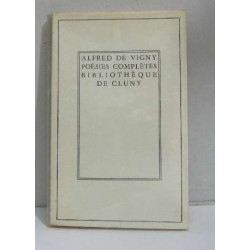 ALFRED DE VIGNY
POÉSIES COMPLÈTES
BIBLIOTHÈQUE
DE CLUNY